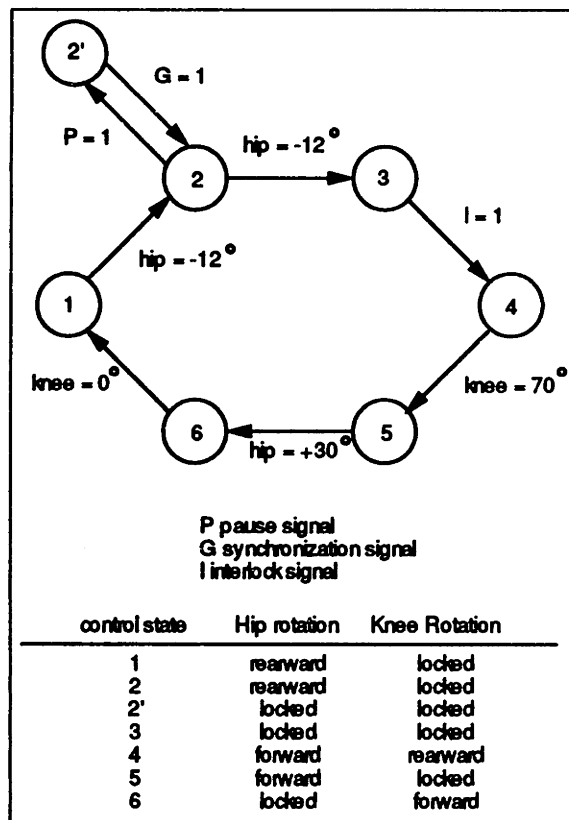 2'
G = 1
P = 1
hip = -12°
2
3
I = 1
hip = -12°
1
4
knee = 0°
knee = 70°
6
5
hip = +30°
P pause signal
G synchronization signal
I interlock signal
control state Hip rotation Knee Rotation
1 rearward locked
2 rearward locked
2' locked locked
3 locked locked
4 forward rearward
5 forward locked
6 locked forward